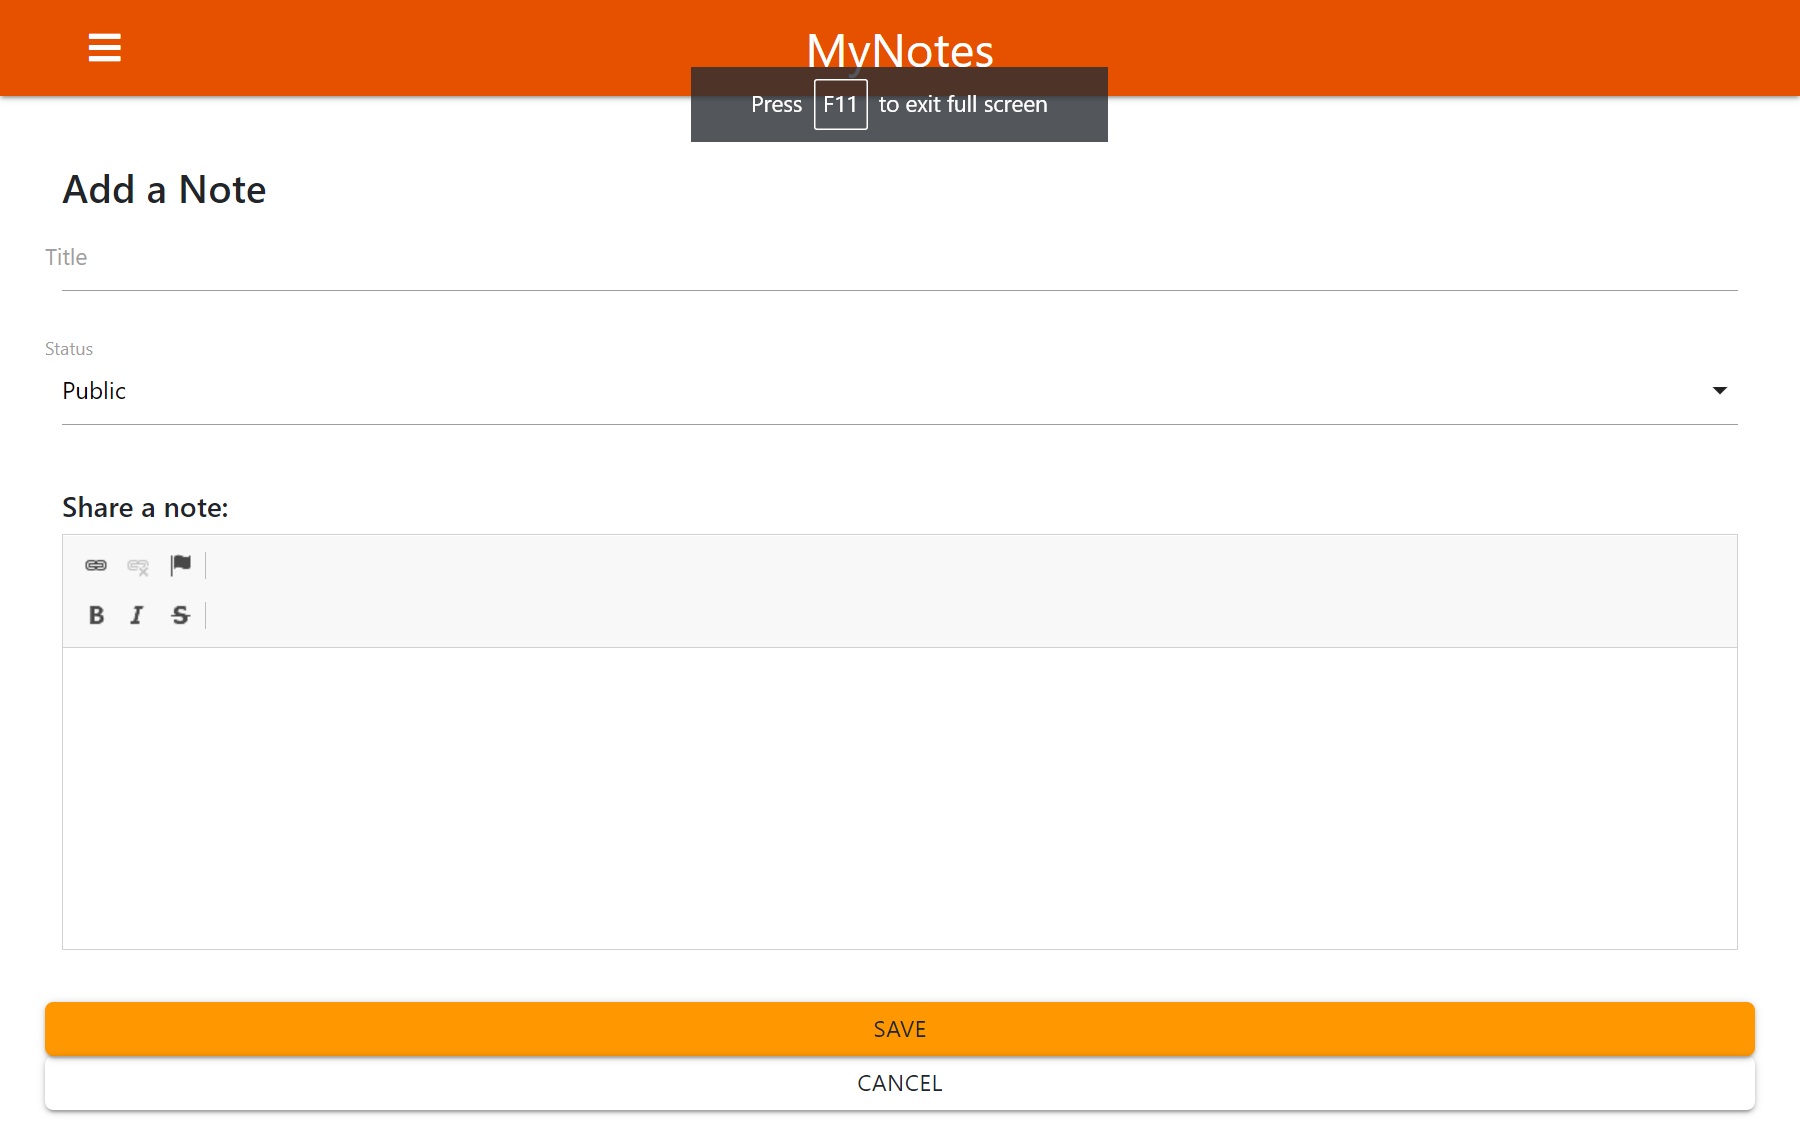 MyNotes
Press F11 to exit full screen
Add a Note
Title
Status
Public
Share a note:
B I S
SAVE
CANCEL